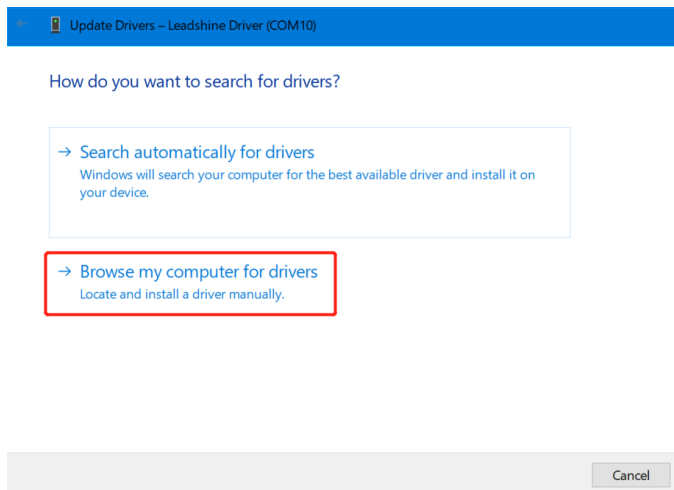 Update Drivers – Leadshine Driver (COM10)
How do you want to search for drivers?
→ Search automatically for drivers
Windows will search your computer for the best available driver and install it on
your device.
→ Browse my computer for drivers
Locate and install a driver manually.
Cancel